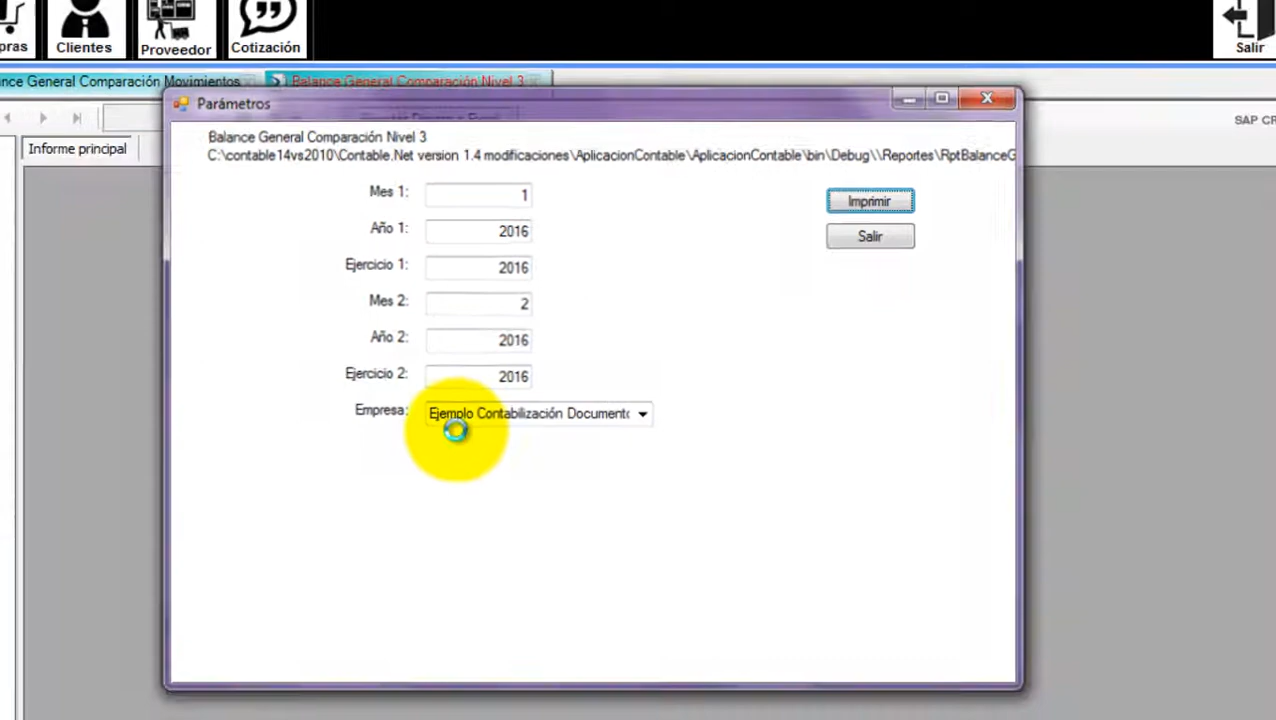 pras
Clientes
Proveedor
Cotización
Salir
nce General Comparación Movimientos
Balance General Comparación Nivel 3
Parámetros
SAP CR
Informe principal
Balance General Comparación Nivel 3
C:\contable14vs2010\Contable.Net version 1.4 modificaciones\AplicacionContable\AplicacionContable\bin\Debug\\Reportes\RptBalanceG
Mes 1: 1
Imprimir
Año 1: 2016
Salir
Ejercicio 1: 2016
Mes 2: 2
Año 2: 2016
Ejercicio 2: 2016
Empresa: Ejemplo Contabilización Documento